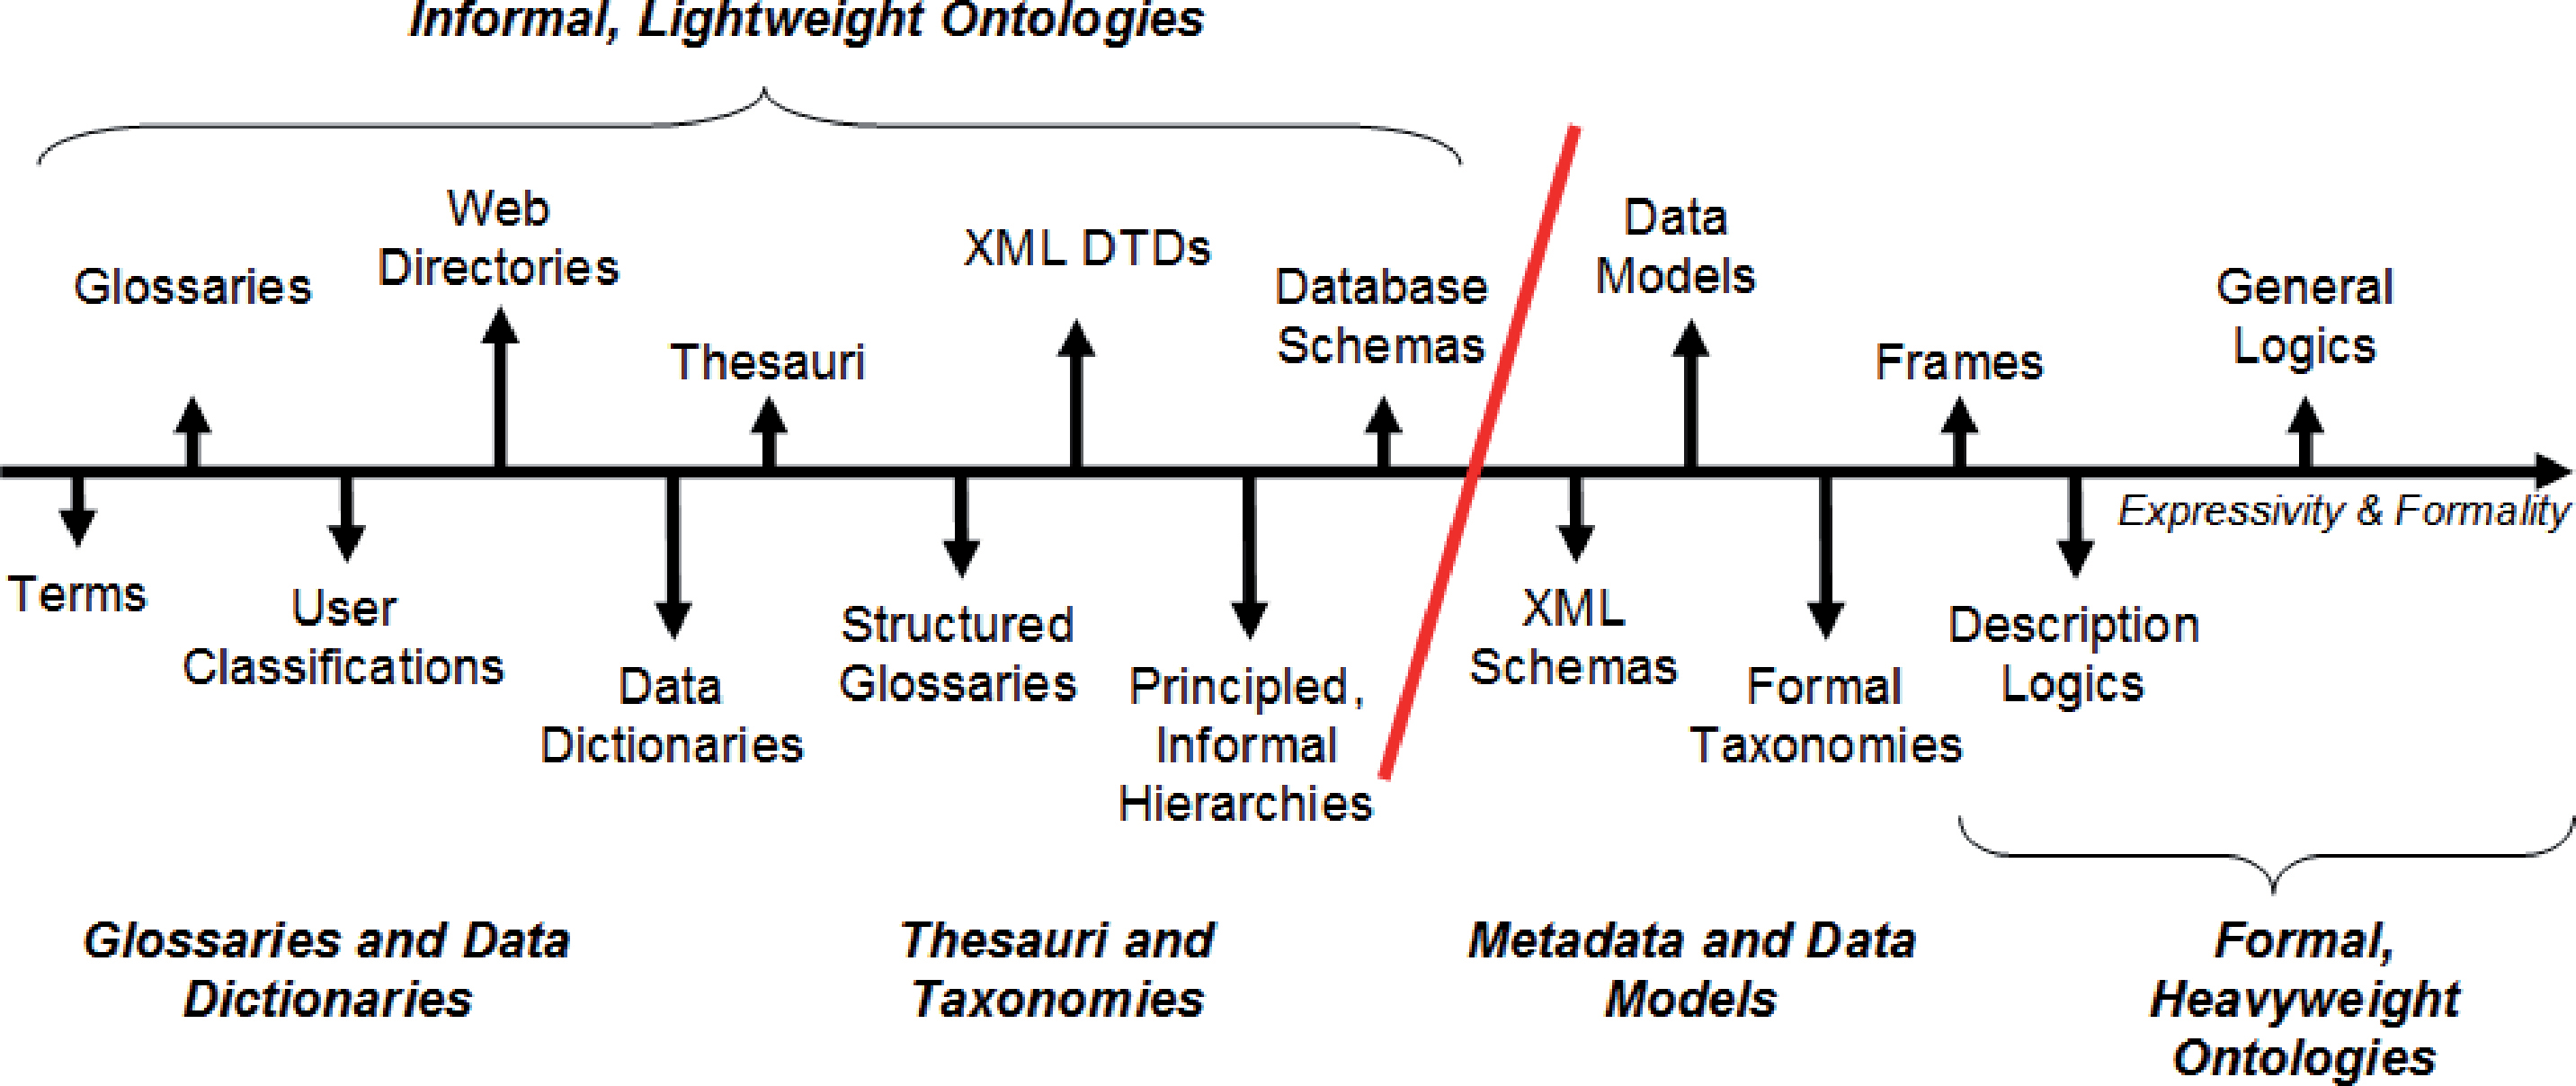 Informal, Lightweight Ontologies
Web
Directories
Glossaries
Thesauri
XML DTDs
Database
Schemas
Data
Models
Frames
General
Logics
Expressivity & Formality
Terms
User
Classifications
Data
Dictionaries
Structured
Glossaries
Principled,
Informal
Hierarchies
XML
Schemas
Formal
Taxonomies
Description
Logics
Glossaries and Data
Dictionaries
Thesauri and
Taxonomies
Metadata and Data
Models
Formal,
Heavyweight
Ontologies